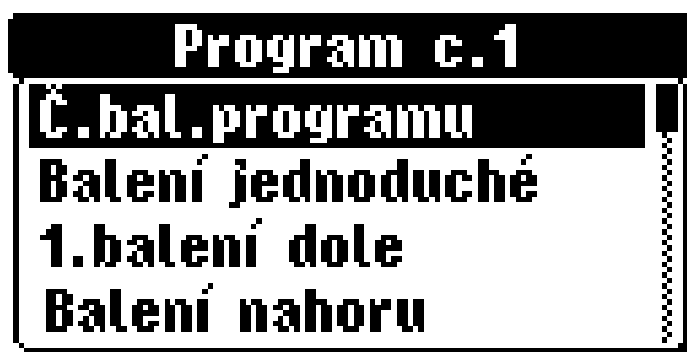 Program c.1
Č.bal.programu
Balení jednoduché
1.balení dole
Balení nahoru